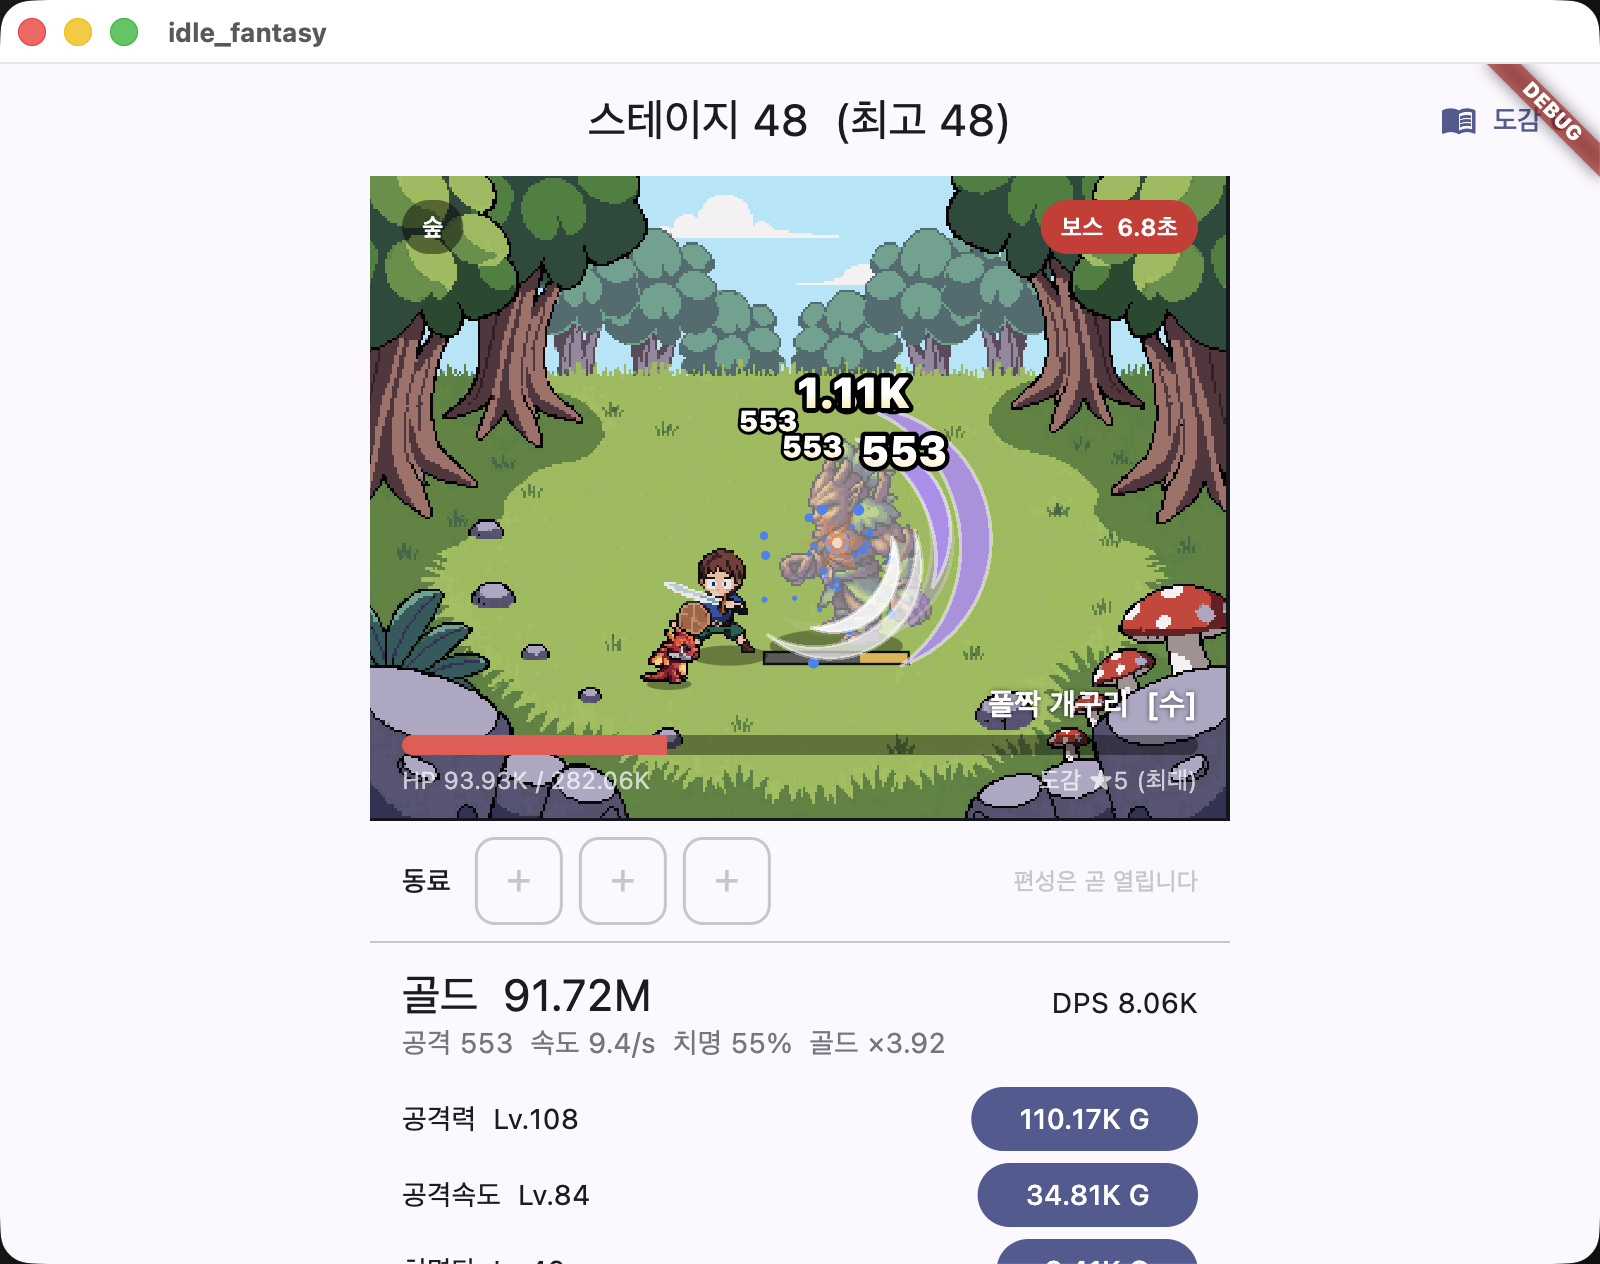 idle_fantasy
스테이지 48 (최고 48)
도감
DEBUG
숲
보스 6.8초
1.11K
553
553
553
폴짝 개구리 [수]
HP 93.93K / 282.06K
도감 ★5 (최대)
동료
+
+
+
편성은 곧 열립니다
골드 91.72M
DPS 8.06K
공격 553 속도 9.4/s 치명 55% 골드 ×3.92
공격력 Lv.108
110.17K G
공격속도 Lv.84
34.81K G